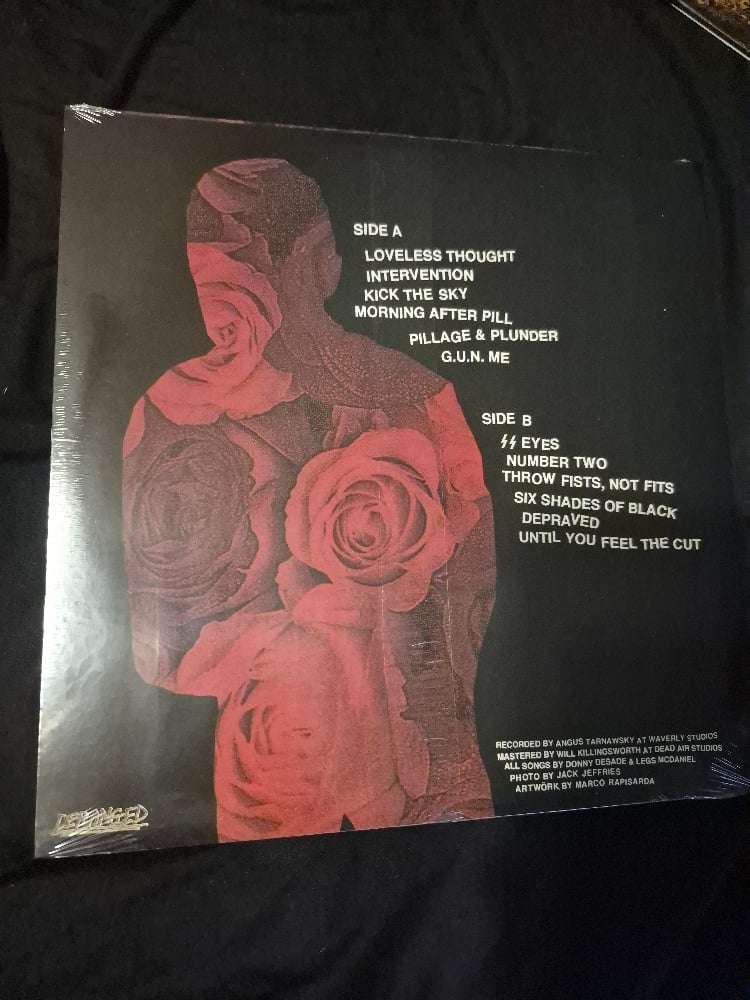 SIDE A
LOVELESS THOUGHT
INTERVENTION
KICK THE SKY
MORNING AFTER PILL
PILLAGE & PLUNDER
G.U.N. ME
SIDE B
ϟϟ EYES
NUMBER TWO
THROW FISTS, NOT FITS
SIX SHADES OF BLACK
DEPRAVED
UNTIL YOU FEEL THE CUT
RECORDED BY ANGUS TARNAWSKY AT WAVERLY STUDIOS
MASTERED BY WILL KILLINGSWORTH AT DEAD AIR STUDIOS
ALL SONGS BY DONNY DESADE & LEGS MCDANIEL
PHOTO BY JACK JEFFRIES
ARTWORK BY MARCO RAPISARDA
DERANGED